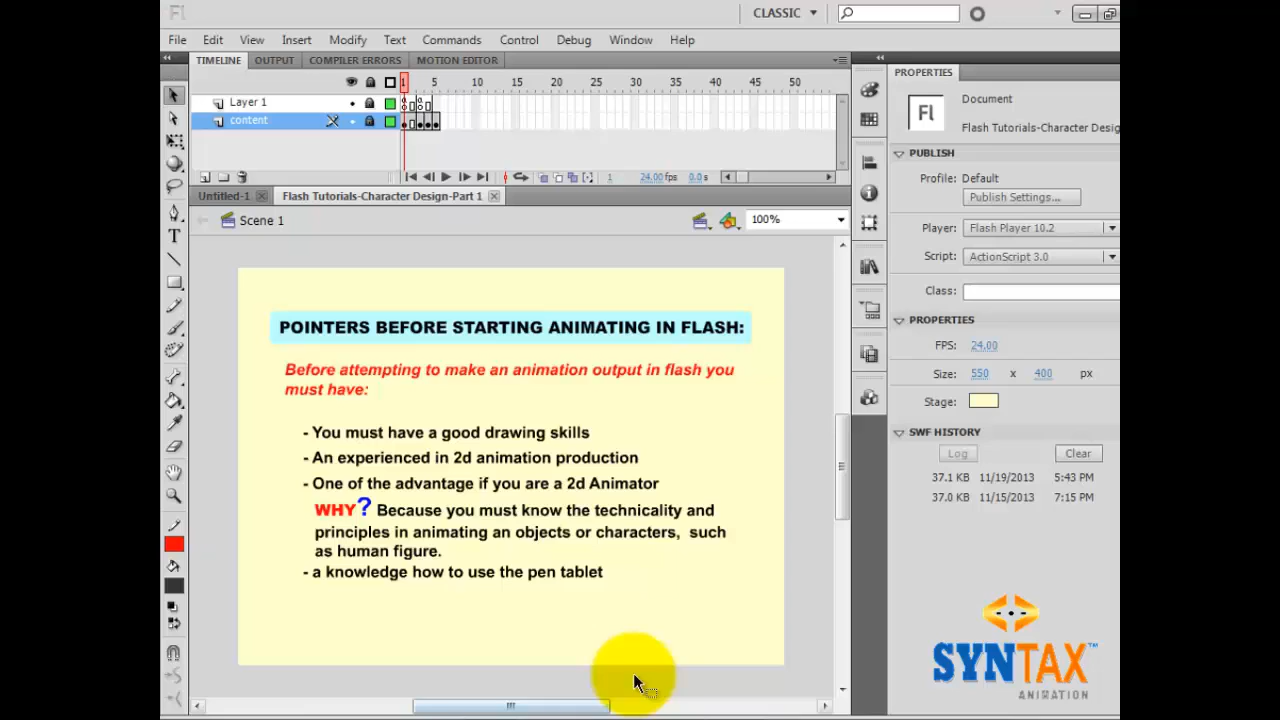 Fl
CLASSIC
File Edit View Insert Modify Text Commands Control Debug Window Help
TIMELINE OUTPUT COMPILER ERRORS MOTION EDITOR
1 5 10 15 20 25 30 35 40 45 50
Layer 1
content
1 24.00 fps 0.0 s
Untitled-1 Flash Tutorials-Character Design-Part 1
Scene 1
100%
POINTERS BEFORE STARTING ANIMATING IN FLASH:
Before attempting to make an animation output in flash you
must have:
- You must have a good drawing skills
- An experienced in 2d animation production
- One of the advantage if you are a 2d Animator
WHY? Because you must know the technicality and
principles in animating an objects or characters, such
as human figure.
- a knowledge how to use the pen tablet
PROPERTIES
Fl
Document
Flash Tutorials-Character Desig
PUBLISH
Profile: Default
Publish Settings...
Player: Flash Player 10.2
Script: ActionScript 3.0
Class:
PROPERTIES
FPS: 24.00
Size: 550 x 400 px
Stage:
SWF HISTORY
Log Clear
37.1 KB 11/19/2013 5:43 PM
37.0 KB 11/15/2013 7:15 PM
SYNTAX™
ANIMATION